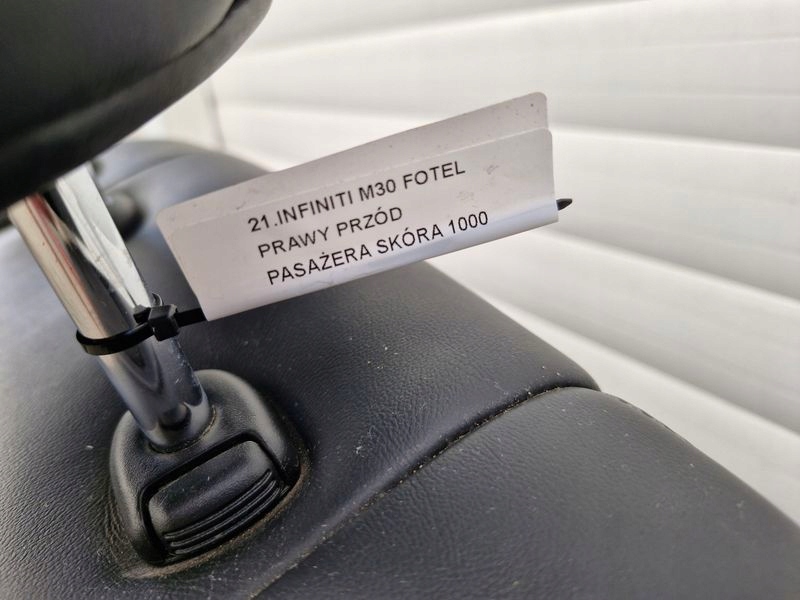 21.INFINITI M30 FOTEL
PRAWY PRZÓD
PASAŻERA SKÓRA 1000